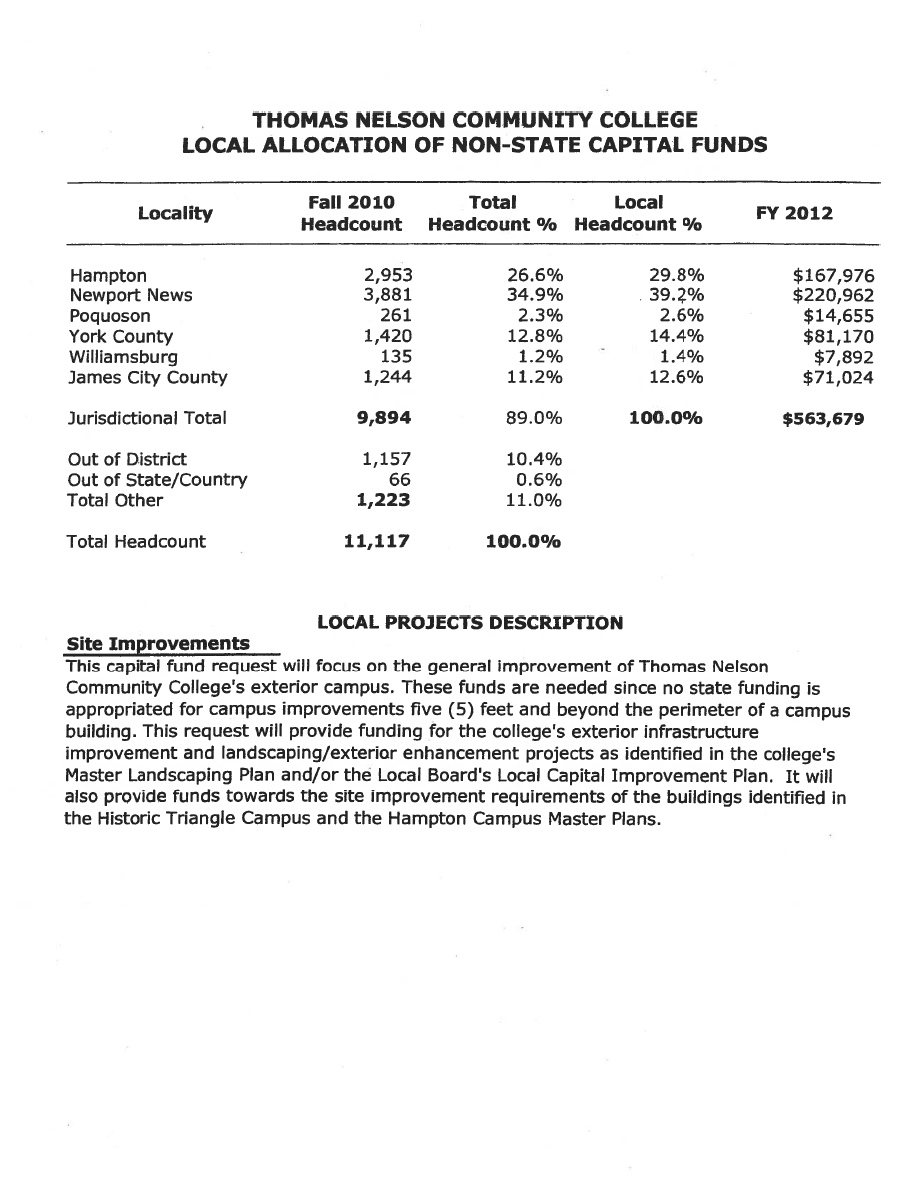 THOMAS NELSON COMMUNITY COLLEGE
LOCAL ALLOCATION OF NON-STATE CAPITAL FUNDS
Locality Fall 2010 Headcount Total Headcount % Local Headcount % FY 2012
Hampton 2,953 26.6% 29.8% $167,976
Newport News 3,881 34.9% 39.2% $220,962
Poquoson 261 2.3% 2.6% $14,655
York County 1,420 12.8% 14.4% $81,170
Williamsburg 135 1.2% 1.4% $7,892
James City County 1,244 11.2% 12.6% $71,024
Jurisdictional Total 9,894 89.0% 100.0% $563,679
Out of District 1,157 10.4%
Out of State/Country 66 0.6%
Total Other 1,223 11.0%
Total Headcount 11,117 100.0%
LOCAL PROJECTS DESCRIPTION
Site Improvements
This capital fund request will focus on the general improvement of Thomas Nelson
Community College's exterior campus. These funds are needed since no state funding is
appropriated for campus improvements five (5) feet and beyond the perimeter of a campus
building. This request will provide funding for the college's exterior infrastructure
improvement and landscaping/exterior enhancement projects as identified in the college's
Master Landscaping Plan and/or the Local Board's Local Capital Improvement Plan. It will
also provide funds towards the site improvement requirements of the buildings identified in
the Historic Triangle Campus and the Hampton Campus Master Plans.